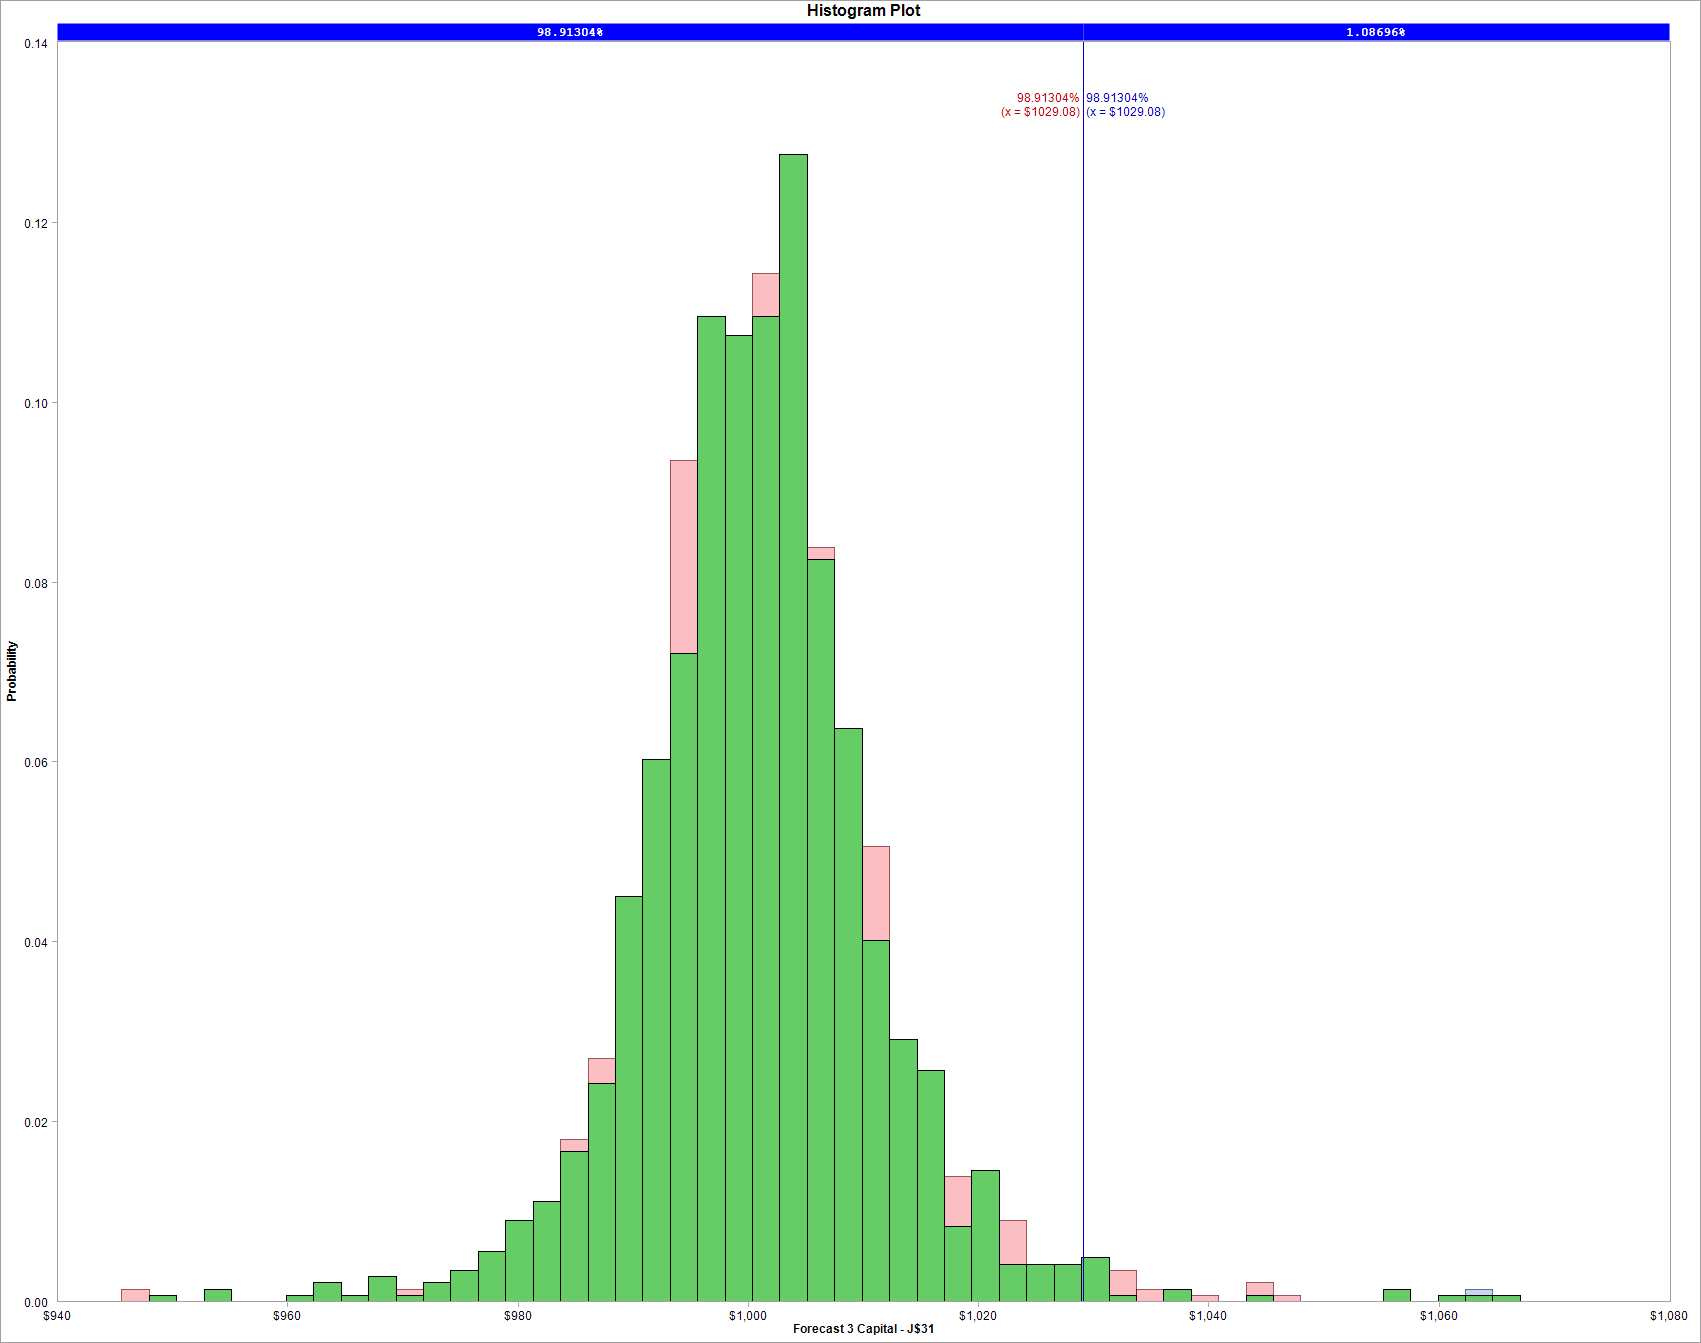 Histogram Plot
98.91304% 1.08696%
0.14
98.91304% 98.91304%
(x = $1029.08) (x = $1029.08)
0.12
0.10
0.08
Probability
0.06
0.04
0.02
0.00
$940 $960 $980 $1,000 $1,020 $1,040 $1,060 $1,080
Forecast 3 Capital - J$31